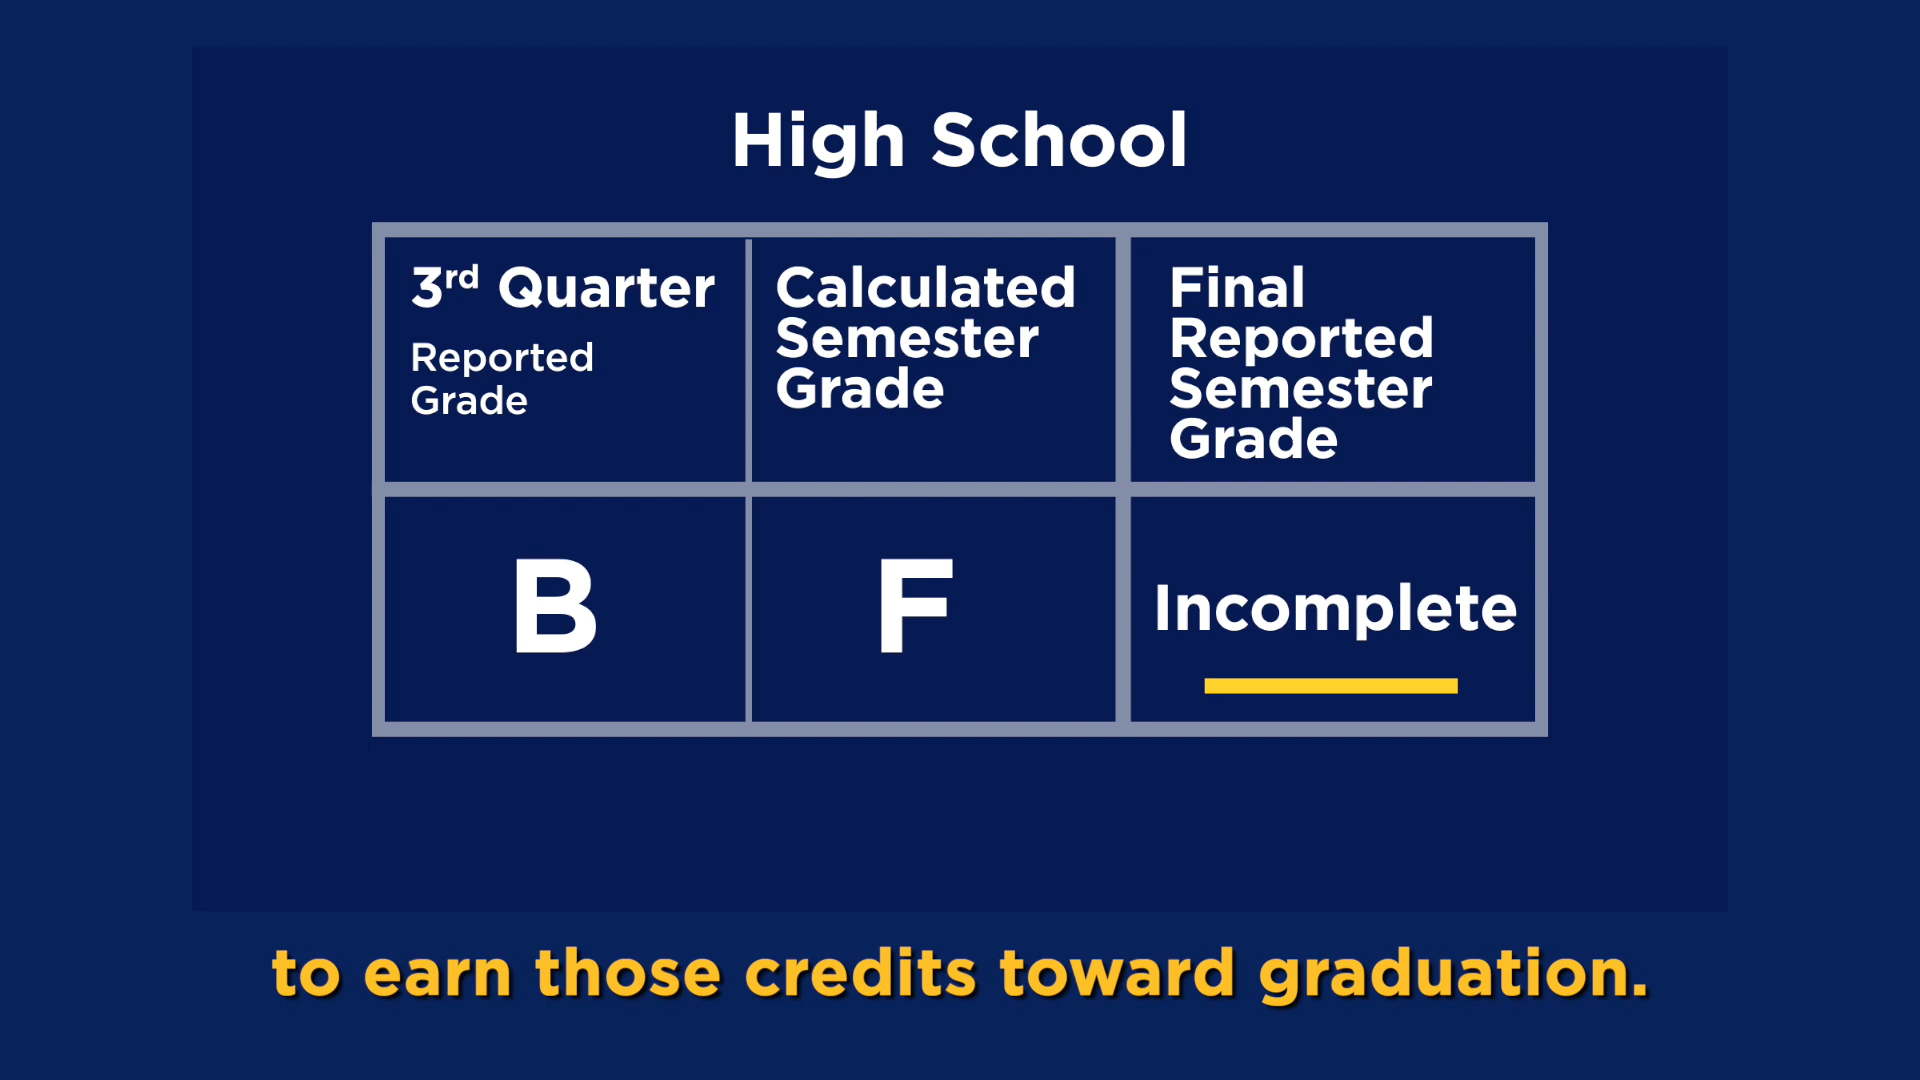 High School
3rd Quarter
Reported
Grade
Calculated
Semester
Grade
Final
Reported
Semester
Grade
B
F
Incomplete
to earn those credits toward graduation.